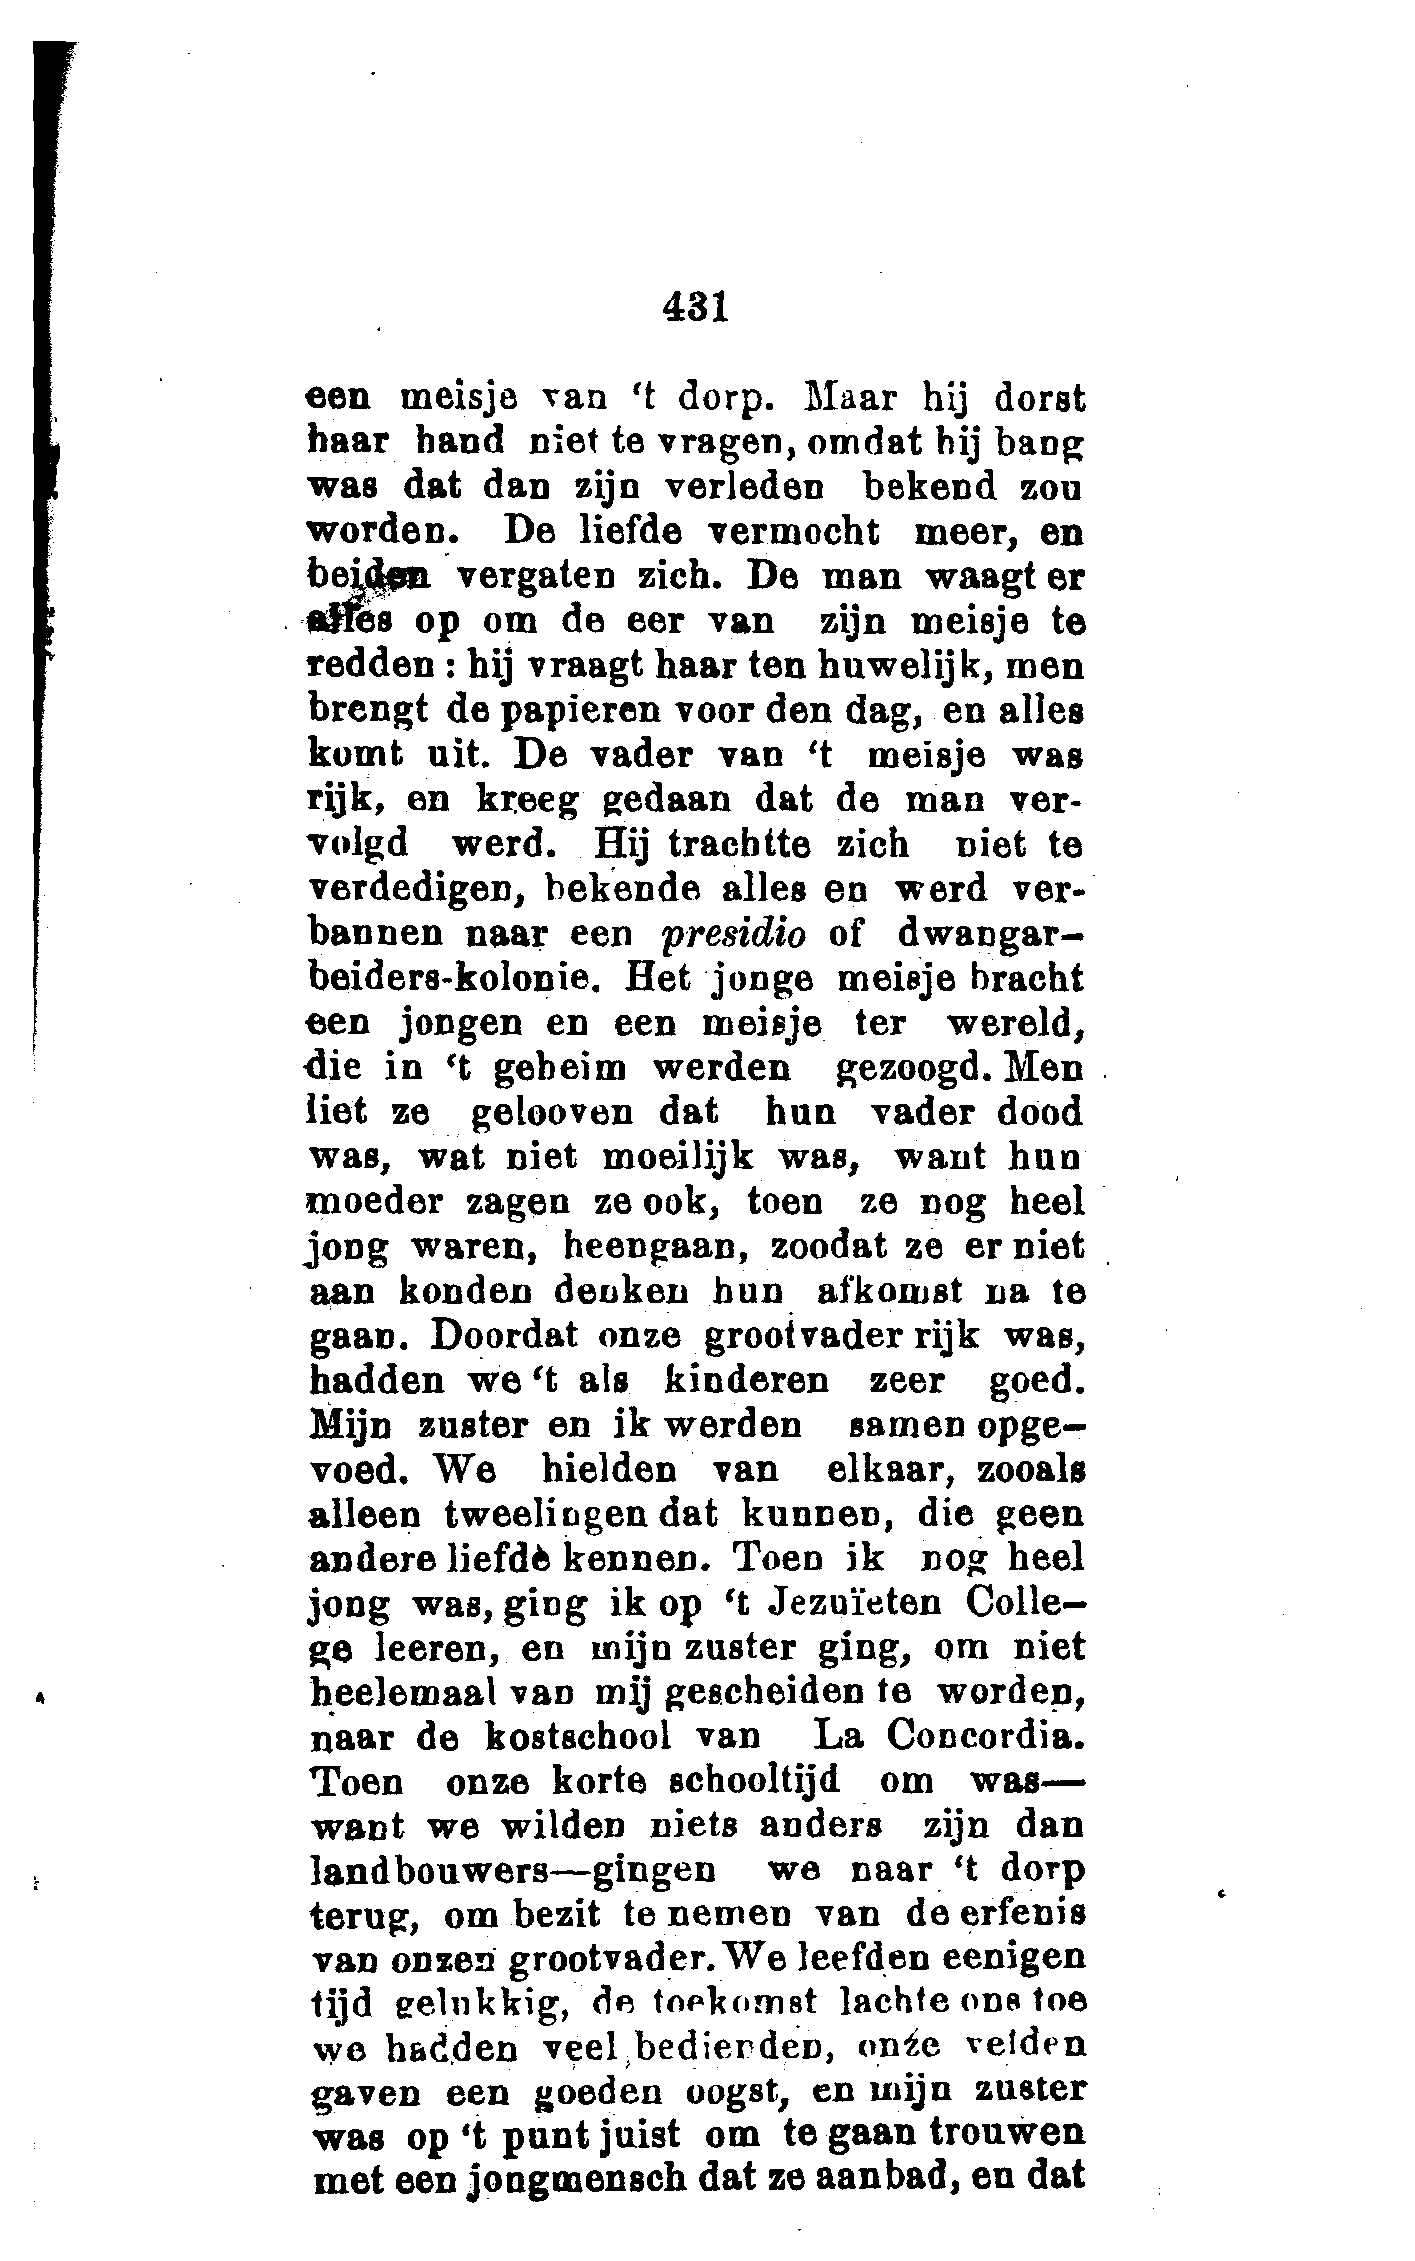 431
een meisje van ‘t dorp. Maar hij dorst
haar hand niet te vragen, omdat hij bang
was dat dan zijn verleden bekend zou
worden. De liefde vermocht meer, en
beiden vergaten zich. De man waagt er
alles op om de eer van zijn meisje te
redden : hij vraagt haar ten huwelijk, men
brengt de papieren voor den dag, en alles
komt uit. De vader van ‘t meisje was
rijk, en kreeg gedaan dat de man ver-
volgd werd. Hij trachtte zich niet te
verdedigen, bekende alles en werd ver-
bannen naar een presidio of dwangar-
beiders-kolonie. Het jonge meisje bracht
een jongen en een meisje ter wereld,
die in ‘t geheim werden gezoogd. Men
liet ze gelooven dat hun vader dood
was, wat niet moeilijk was, want hun
moeder zagen ze ook, toen ze nog heel
jong waren, heengaan, zoodat ze er niet
aan konden denken hun afkomst na te
gaan. Doordat onze grootvader rijk was,
hadden we ‘t als kinderen zeer goed.
Mijn zuster en ik werden samen opge-
voed. We hielden van elkaar, zooals
alleen tweelingen dat kunnen, die geen
andere liefde kennen. Toen ik nog heel
jong was, ging ik op ‘t Jezuïeten Colle-
ge leeren, en mijn zuster ging, om niet
heelemaal van mij gescheiden te worden,
naar de kostschool van La Concordia.
Toen onze korte schooltijd om was—
want we wilden niets anders zijn dan
landbouwers—gingen we naar ‘t dorp
terug, om bezit te nemen van de erfenis
van onzen grootvader. We leefden eenigen
tijd gelukkig, de toekomst lachte ons toe
we hadden veel bedienden, onze velden
gaven een goeden oogst, en mijn zuster
was op ‘t punt juist om te gaan trouwen
met een jongmensch dat ze aanbad, en dat